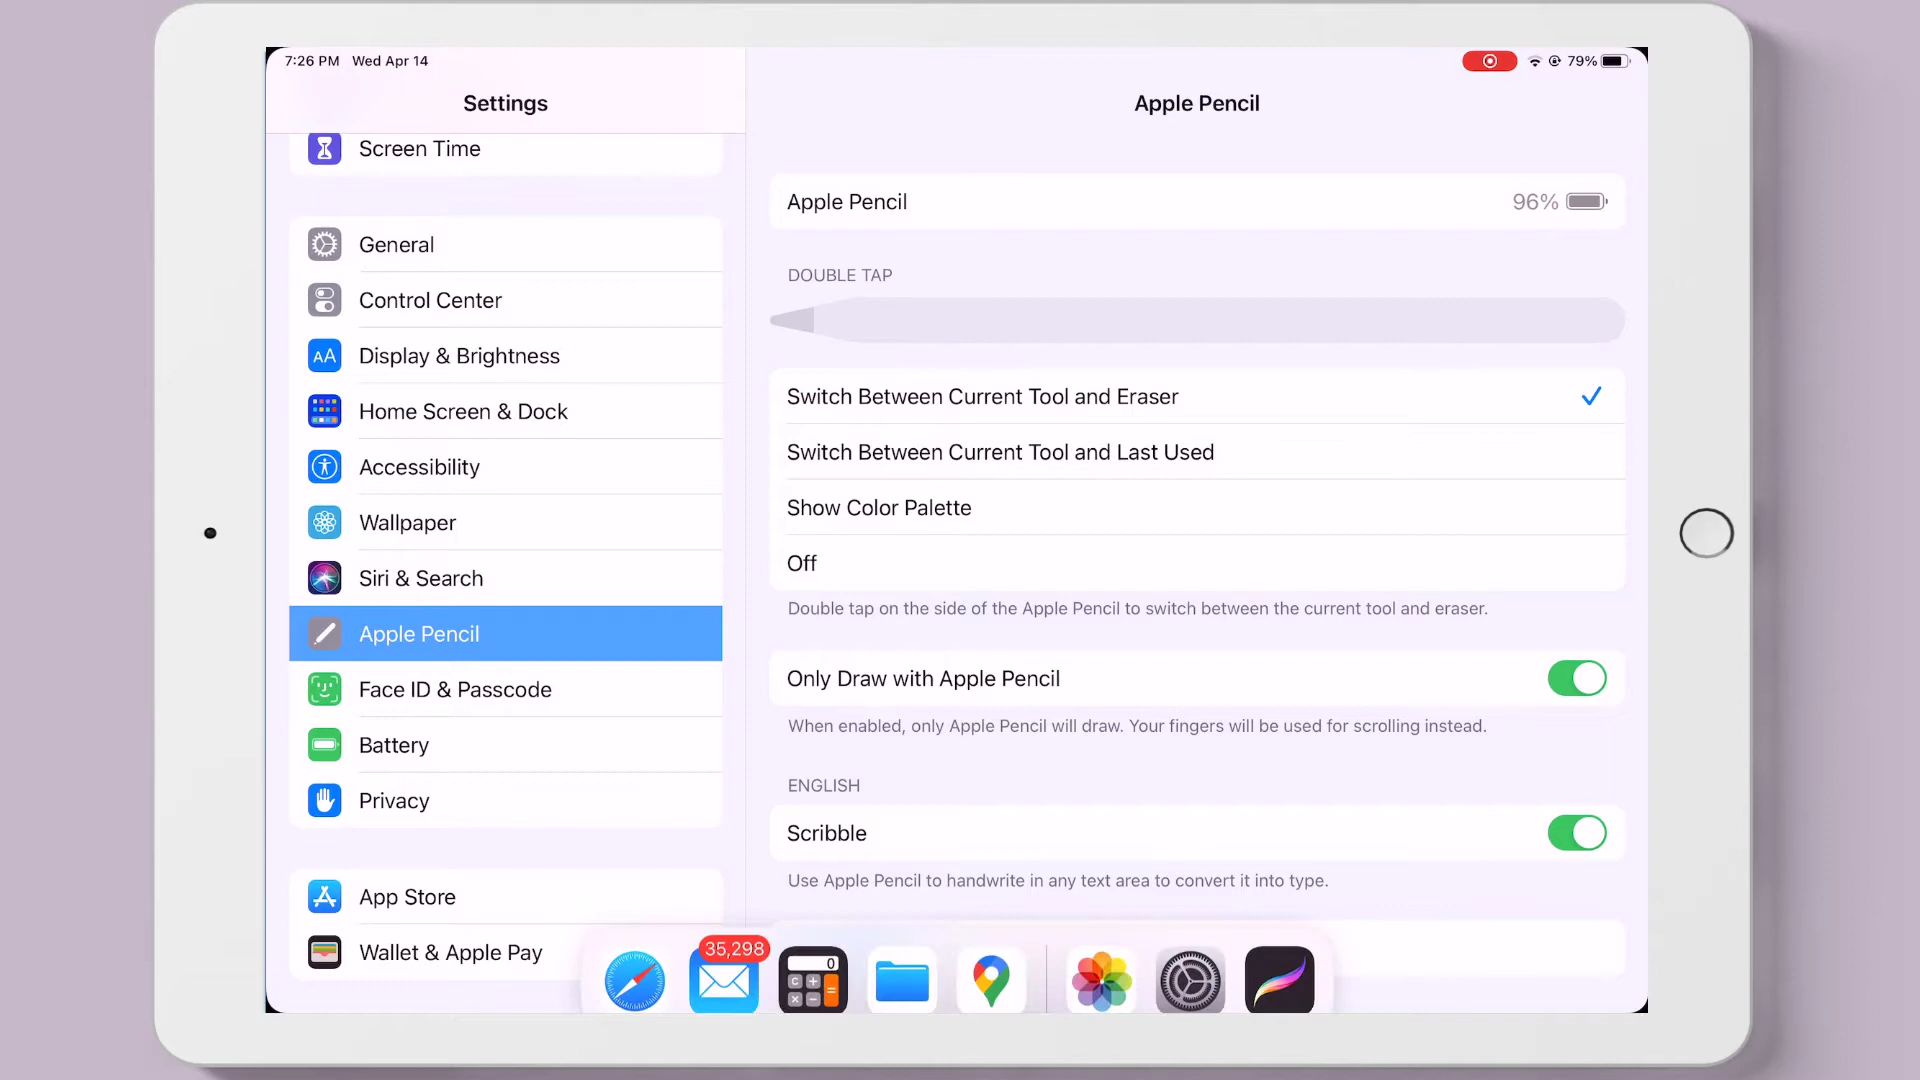 7:26 PM Wed Apr 14
79%
Settings
Apple Pencil
Screen Time
General
Control Center
AA
Display & Brightness
Home Screen & Dock
Accessibility
Wallpaper
Siri & Search
Apple Pencil
Face ID & Passcode
Battery
Privacy
App Store
Wallet & Apple Pay
Apple Pencil
96%
DOUBLE TAP
Switch Between Current Tool and Eraser
Switch Between Current Tool and Last Used
Show Color Palette
Off
Double tap on the side of the Apple Pencil to switch between the current tool and eraser.
Only Draw with Apple Pencil
When enabled, only Apple Pencil will draw. Your fingers will be used for scrolling instead.
ENGLISH
Scribble
Use Apple Pencil to handwrite in any text area to convert it into type.
35,298
0
C + =
× −